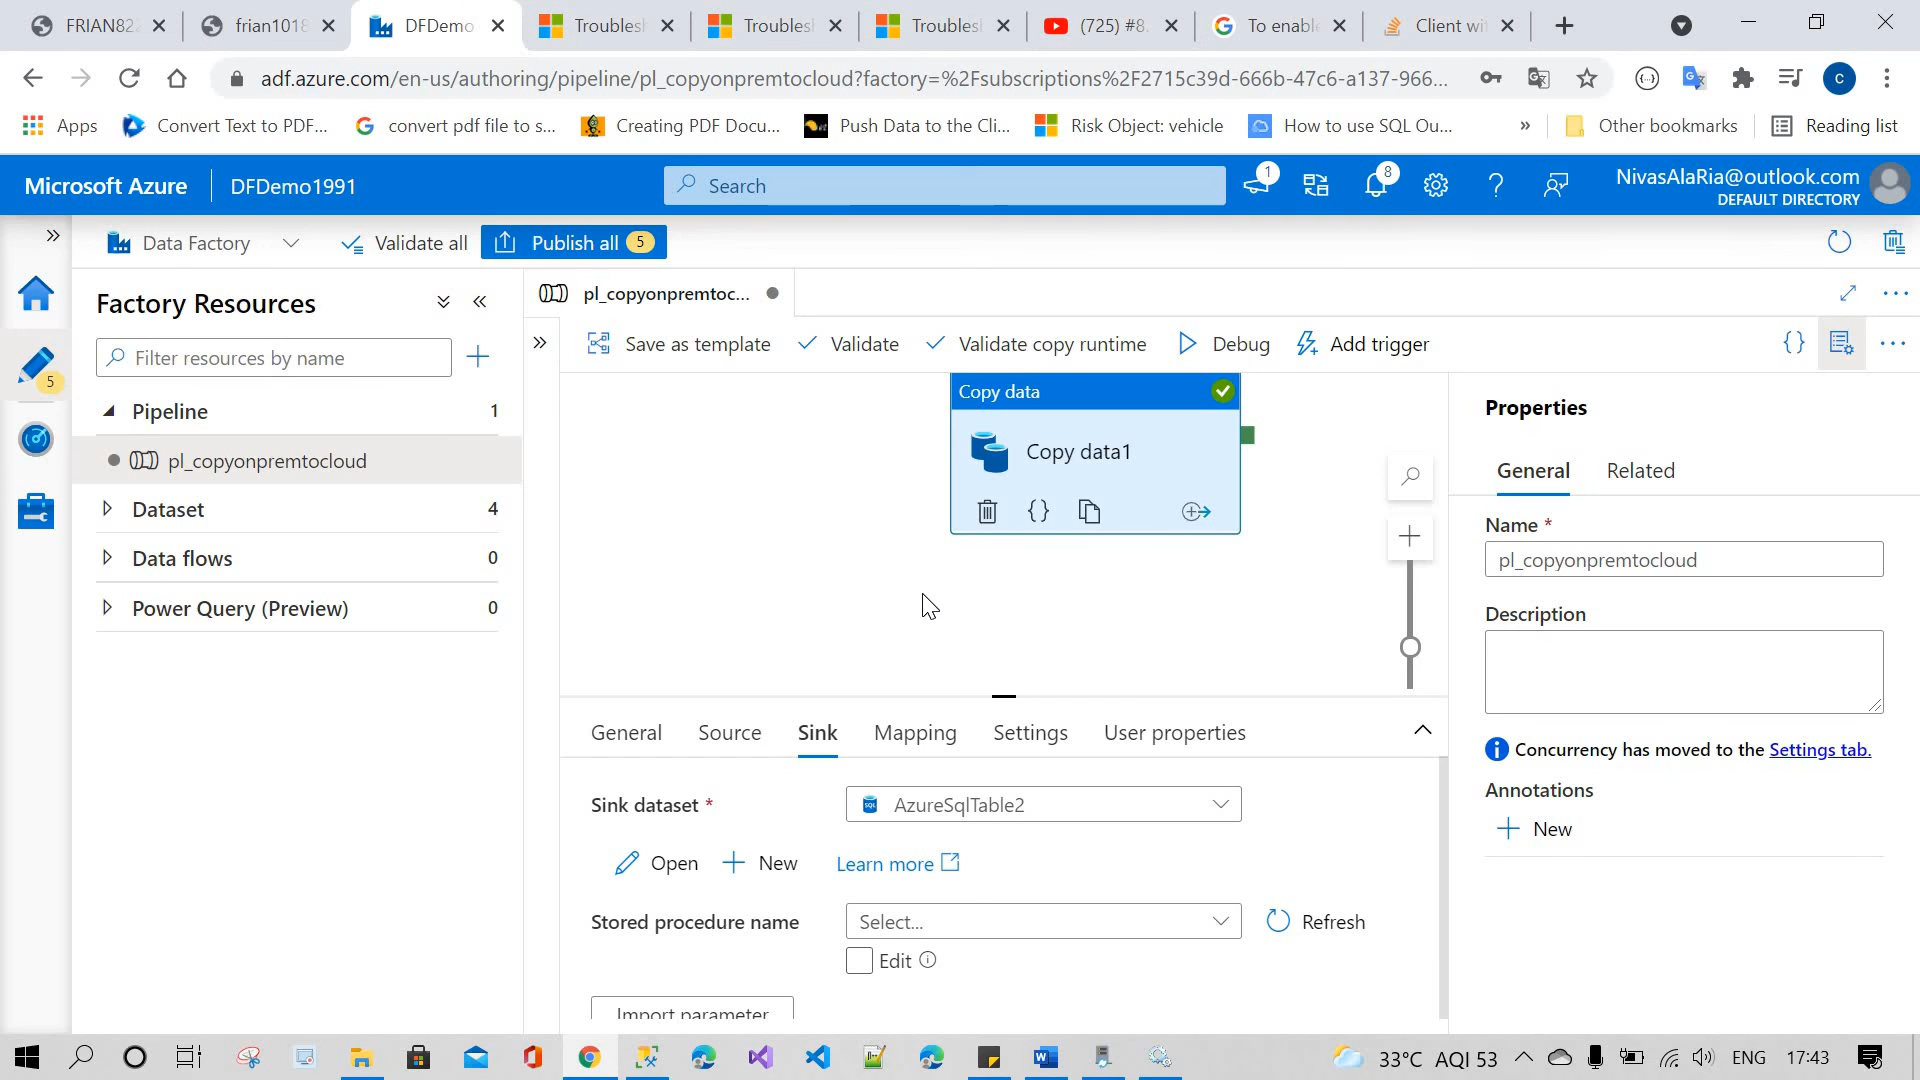 FRIAN82
frian1018
DFDemo
Troubles
Troubles
Troubles
(725) #8
To enable
Client wi
adf.azure.com/en-us/authoring/pipeline/pl_copyonpremtocloud?factory=%2Fsubscriptions%2F2715c39d-666b-47c6-a137-966...
c
Apps
Convert Text to PDF...
convert pdf file to s...
Creating PDF Docu...
Push Data to the Cli...
Risk Object: vehicle
How to use SQL Ou...
»
Other bookmarks
Reading list
Microsoft Azure
DFDemo1991
Search
1
8
NivasAlaRia@outlook.com
DEFAULT DIRECTORY
Data Factory
Validate all
Publish all 5
Factory Resources
pl_copyonpremtoc...
Save as template
Validate
Validate copy runtime
Debug
Add trigger
Filter resources by name
5
Pipeline 1
pl_copyonpremtocloud
Dataset 4
Data flows 0
Power Query (Preview) 0
Copy data
Copy data1
General
Source
Sink
Mapping
Settings
User properties
Sink dataset *
AzureSqlTable2
Open
New
Learn more
Stored procedure name
Select...
Refresh
Edit
Import parameter
Properties
General
Related
Name *
pl_copyonpremtocloud
Description
Concurrency has moved to the Settings tab.
Annotations
New
33°C AQI 53
ENG
17:43